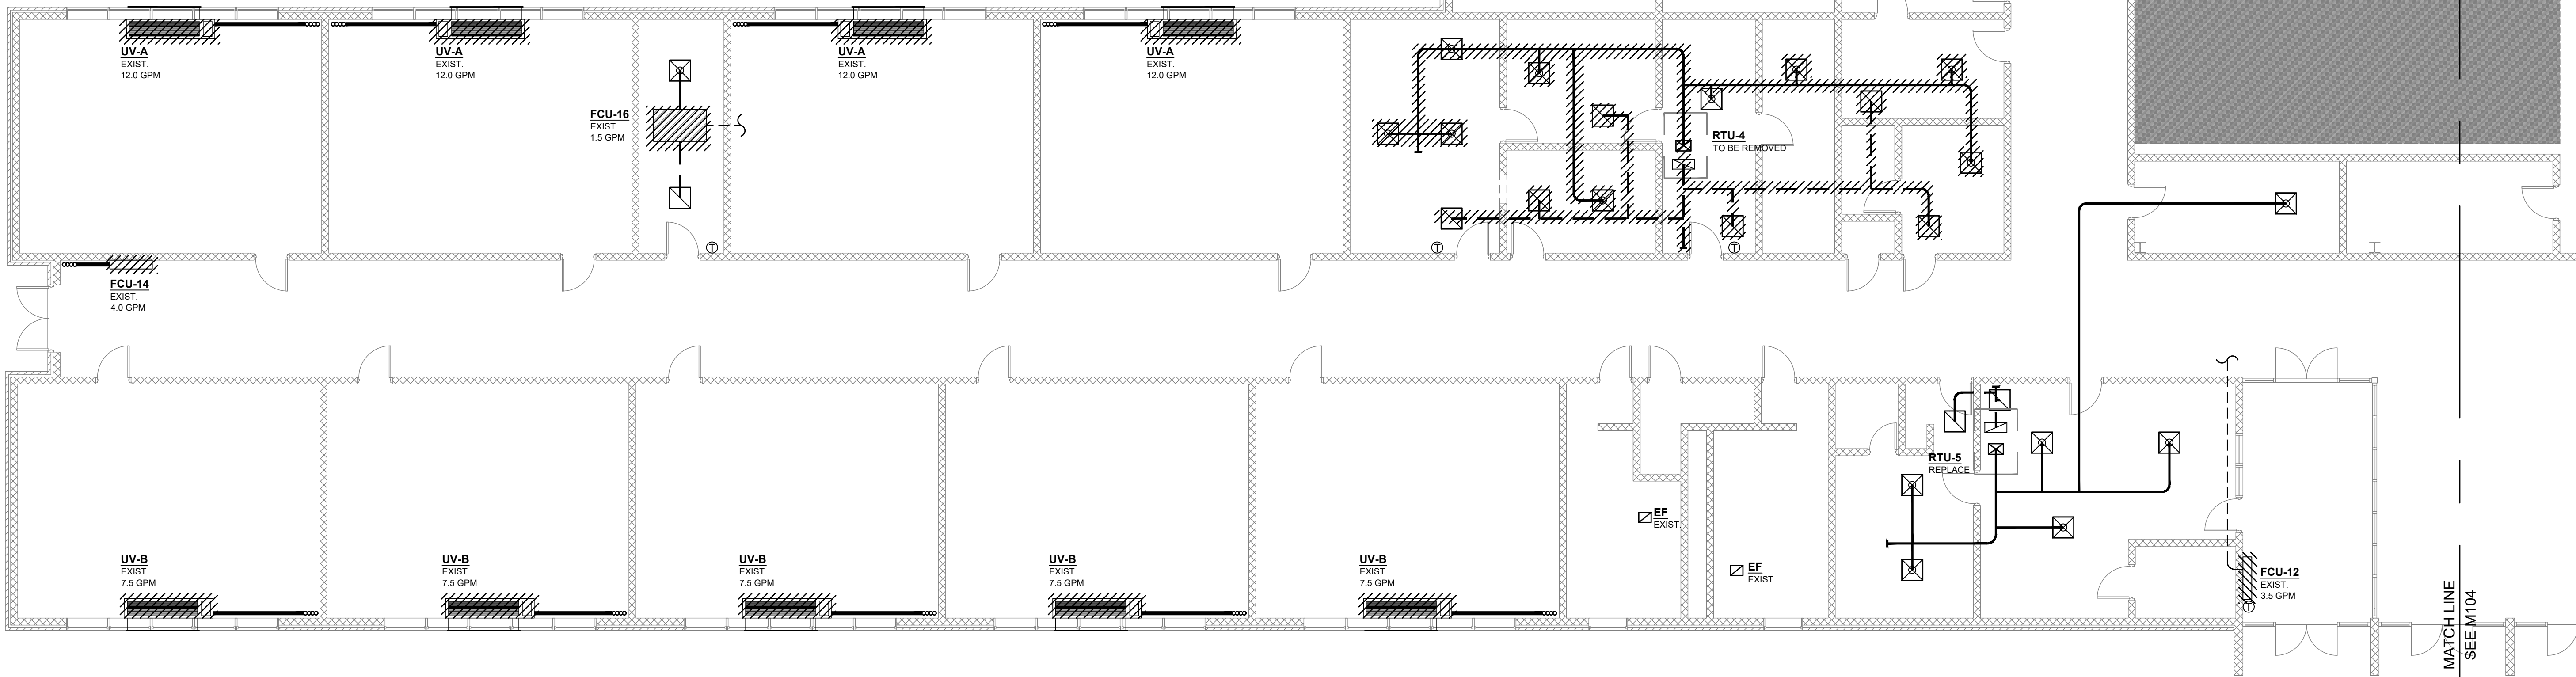 UV-A
EXIST.
12.0 GPM
UV-A
EXIST.
12.0 GPM
UV-A
EXIST.
12.0 GPM
UV-A
EXIST.
12.0 GPM
FCU-16
EXIST.
1.5 GPM
RTU-4
TO BE REMOVED
T
T
T
FCU-14
EXIST.
4.0 GPM
RTU-5
REPLACE
EF
EXIST.
EF
EXIST.
UV-B
EXIST.
7.5 GPM
UV-B
EXIST.
7.5 GPM
UV-B
EXIST.
7.5 GPM
UV-B
EXIST.
7.5 GPM
UV-B
EXIST.
7.5 GPM
FCU-12
EXIST.
3.5 GPM
T
MATCH LINE
SEE M104